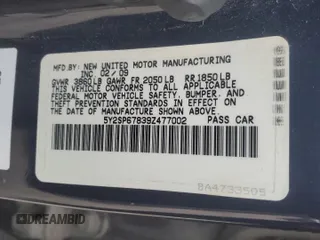 MFD. BY: NEW UNITED MOTOR MANUFACTURING
INC. 02/09
GVWR 3860LB GAWR FR 2050LB RR 1850LB
THIS VEHICLE CONFORMS TO ALL APPLICABLE
FEDERAL MOTOR VEHICLE SAFETY, BUMPER, AND
THEFT PREVENTION STANDARDS IN EFFECT ON THE
DATE OF MANUFACTURE SHOWN ABOVE.
5Y2SP67839Z477002 PASS CAR
BA4733505
© DREAMBID